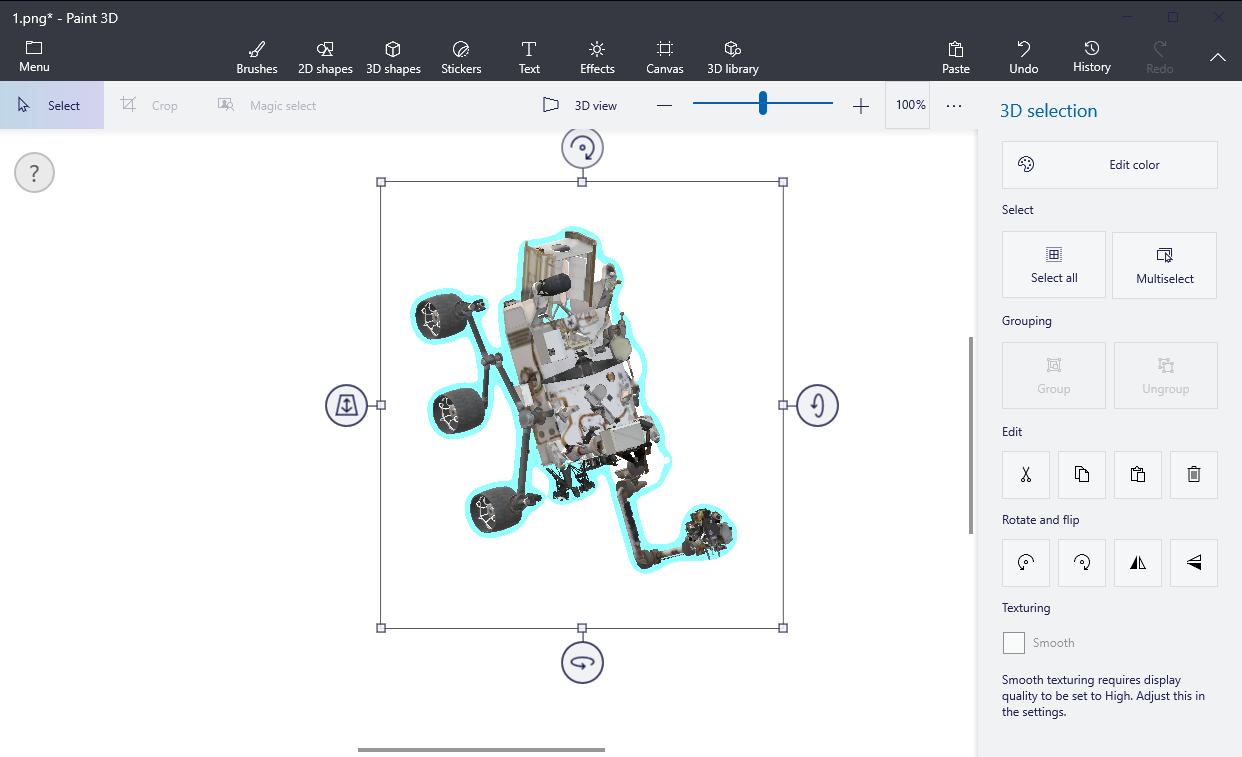 1.png* - Paint 3D
Menu
Brushes
2D shapes
3D shapes
Stickers
Text
Effects
Canvas
3D library
Paste
Undo
History
Redo
Select
Crop
Magic select
3D view
100%
?
3D selection
Edit color
Select
Select all
Multiselect
Grouping
Group
Ungroup
Edit
Rotate and flip
Texturing
Smooth
Smooth texturing requires display
quality to be set to High. Adjust this in
the settings.